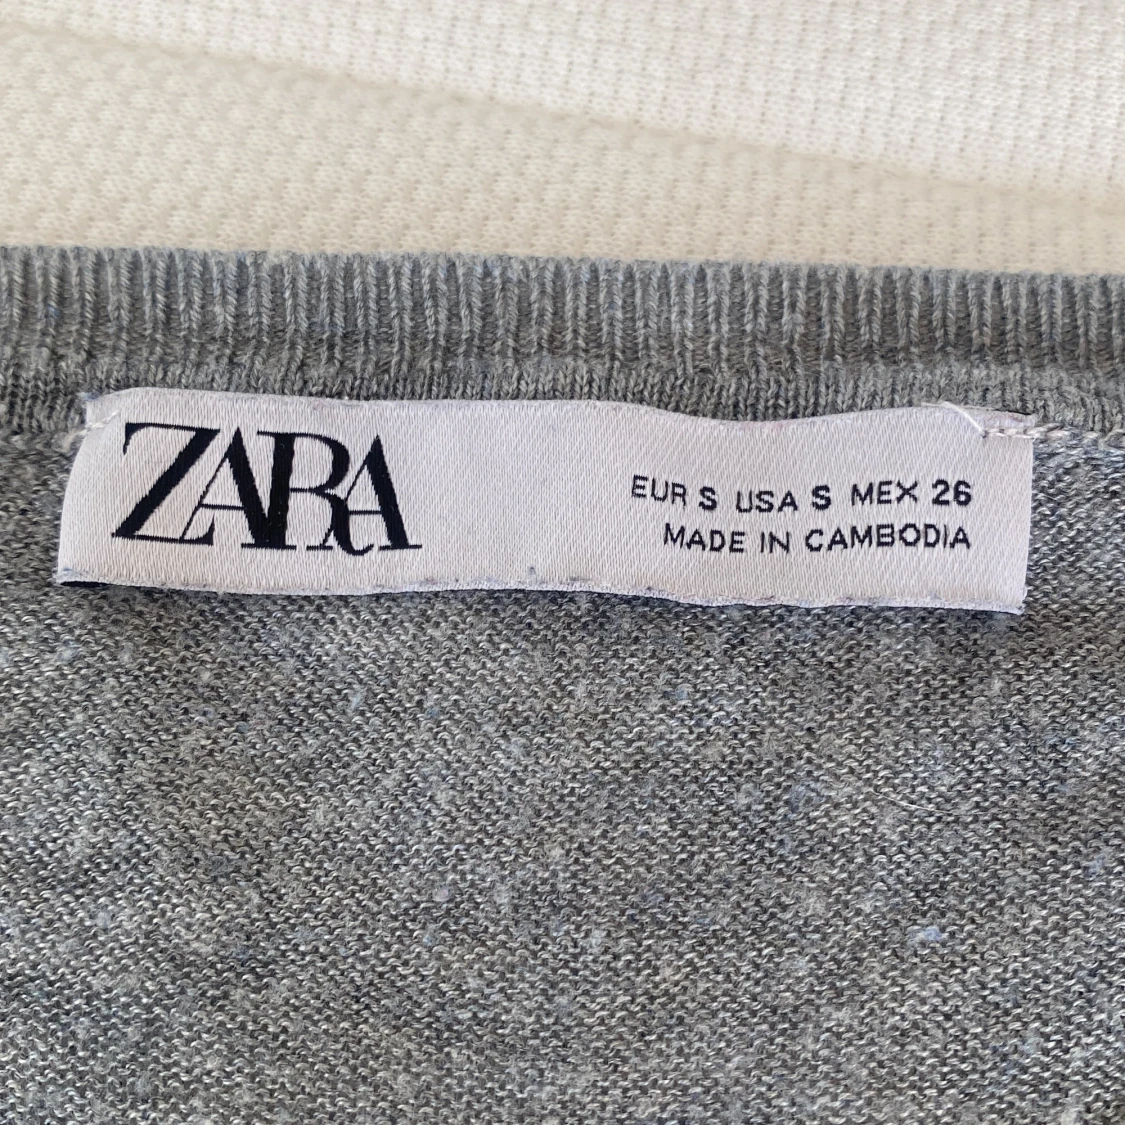 ZARA
EUR S USA S MEX 26
MADE IN CAMBODIA